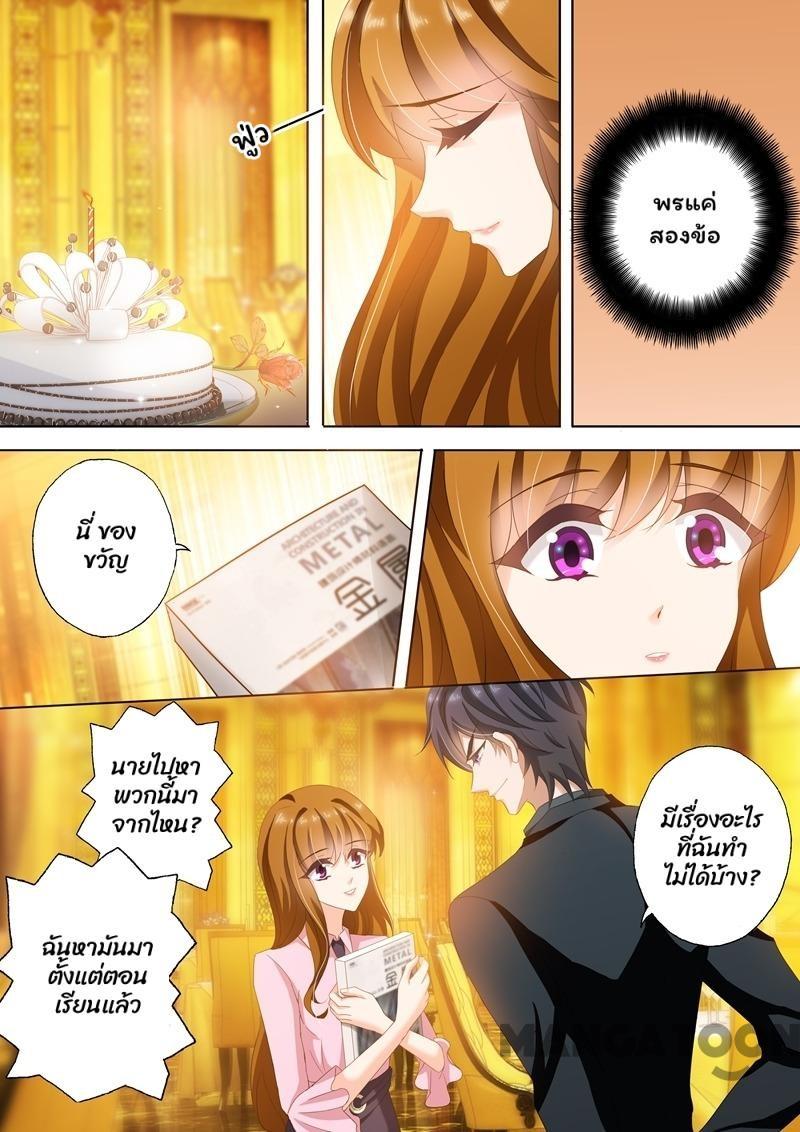 ฟู่ว
พรแค่
สองข้อ
นี่ ของ
ขวัญ
ARCHITECTURE AND
CONSTRUCTION IN
METAL
金属
นายไปหา
พวกนี้มา
จากไหน?
มีเรื่องอะไร
ที่ฉันทำ
ไม่ได้บ้าง?
ฉันหามันมา
ตั้งแต่ตอน
เรียนแล้ว
METAL
金属
MANGATOON